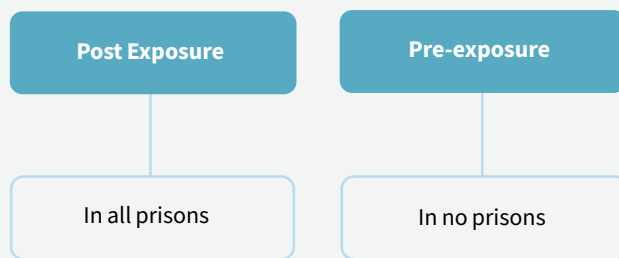 Post Exposure
Pre-exposure
In all prisons
In no prisons